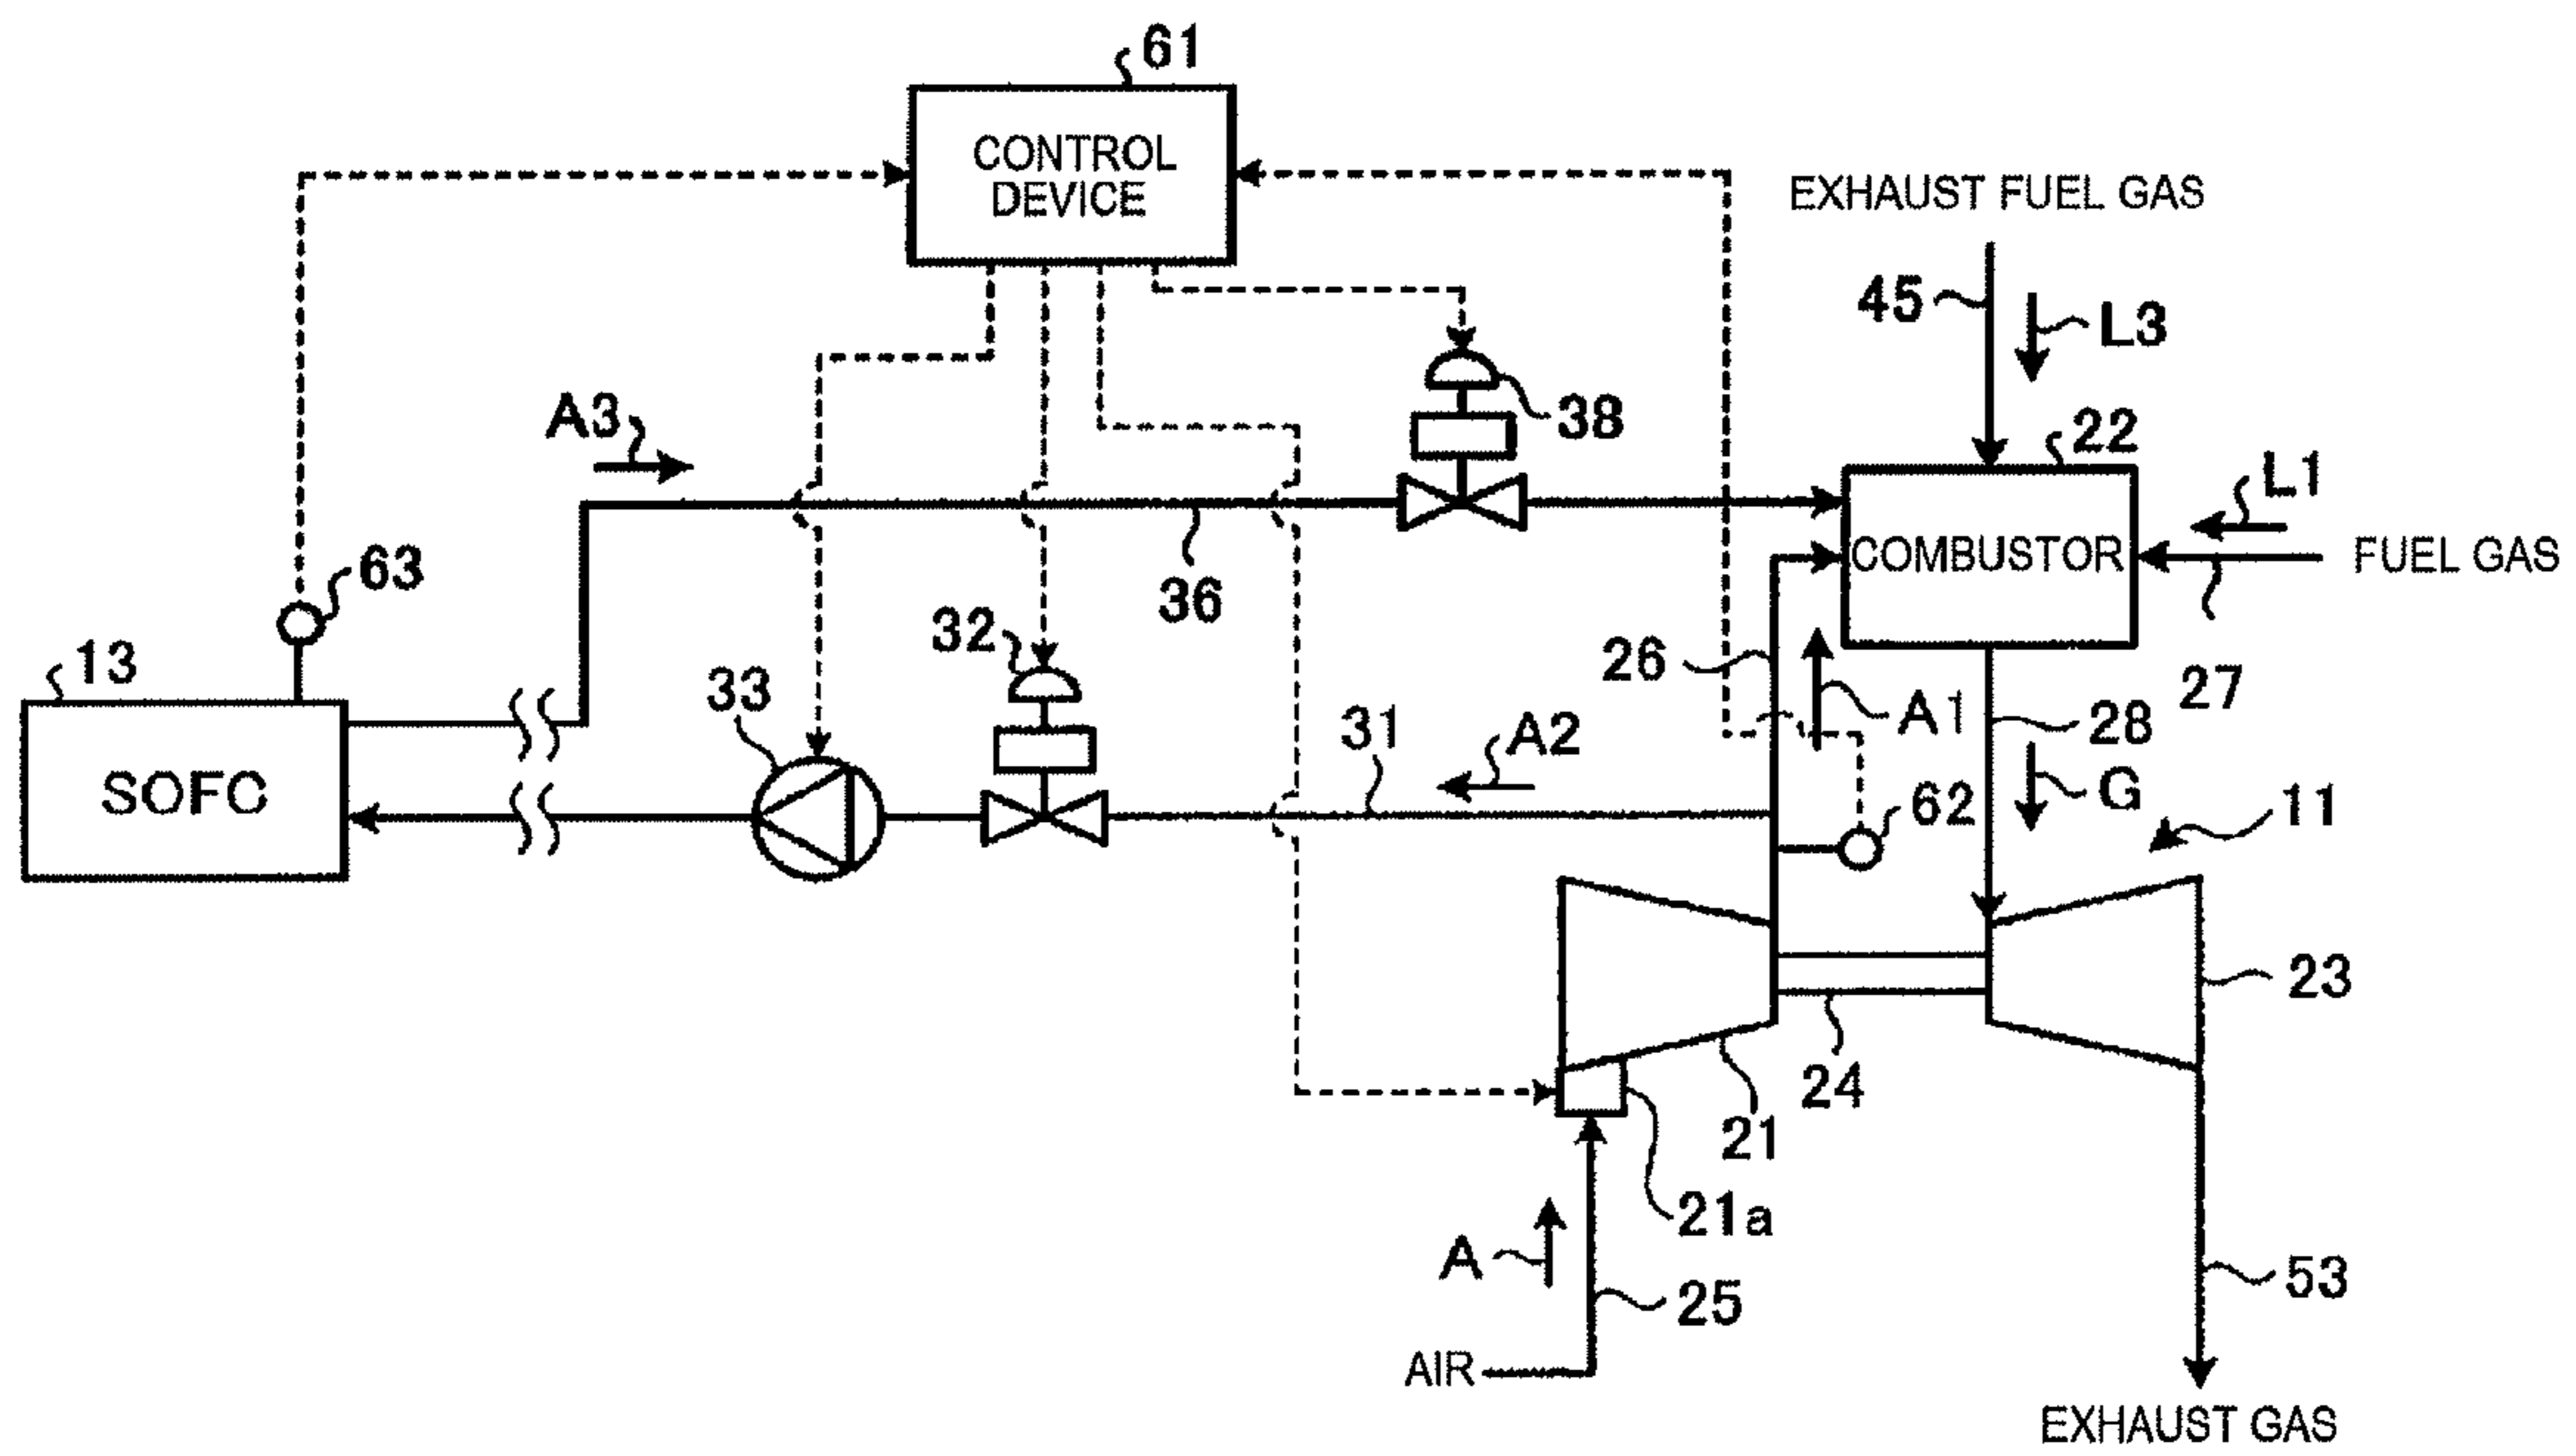 61
CONTROL
DEVICE
EXHAUST FUEL GAS
45
L3
A3
38
22
L1
COMBUSTOR
FUEL GAS
63
36
32
26
27
13
33
31
A2
A1
28
SOFC
G
62
11
23
24
21
21a
A
25
53
AIR
EXHAUST GAS